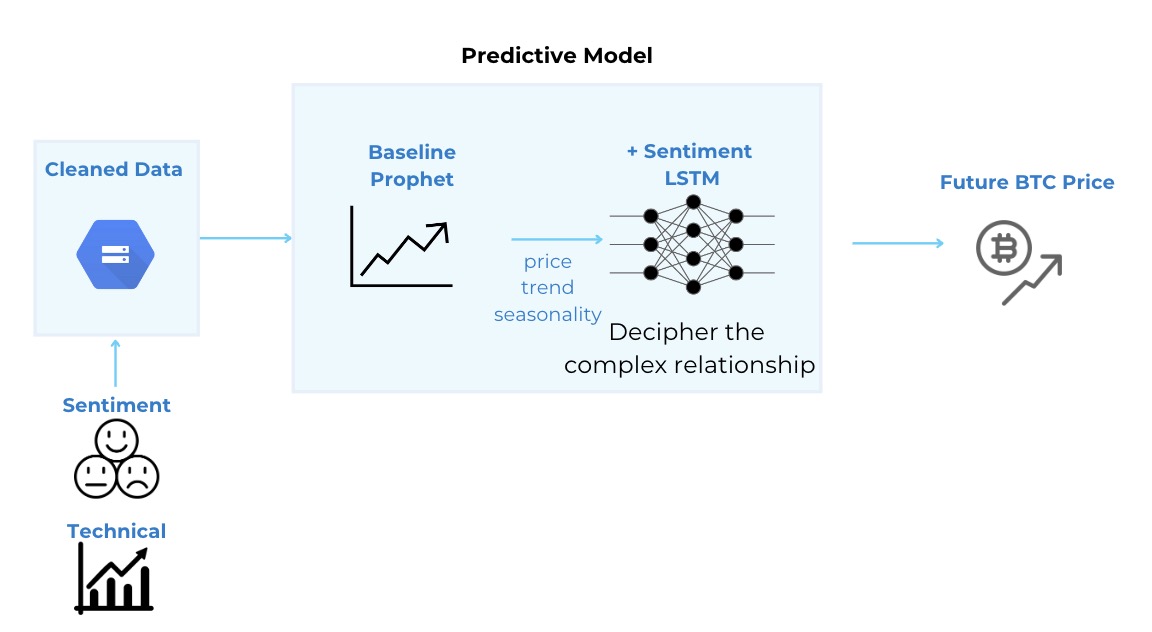 Predictive Model
Cleaned Data
Baseline
Prophet
+ Sentiment
LSTM
Future BTC Price
price
trend
seasonality
Decipher the
complex relationship
Sentiment
Technical